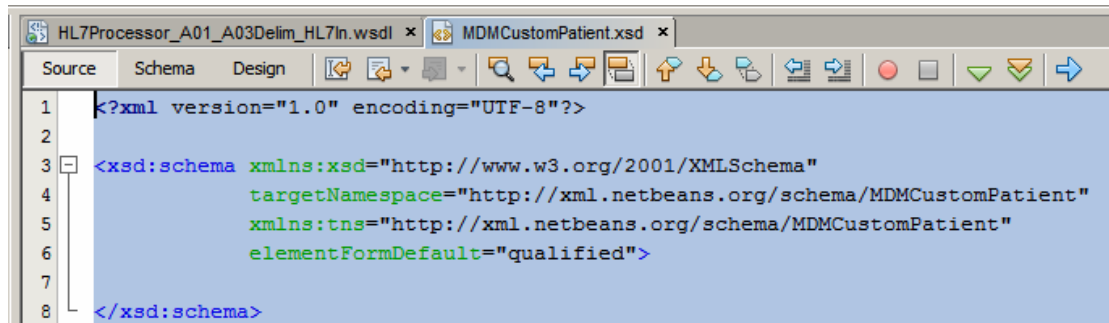 HL7Processor_A01_A03Delim_HL7In.wsdl × MDMCustomPatient.xsd ×
Source Schema Design
1 <?xml version="1.0" encoding="UTF-8"?>
2
3 <xsd:schema xmlns:xsd="http://www.w3.org/2001/XMLSchema"
4 targetNamespace="http://xml.netbeans.org/schema/MDMCustomPatient"
5 xmlns:tns="http://xml.netbeans.org/schema/MDMCustomPatient"
6 elementFormDefault="qualified">
7
8 </xsd:schema>